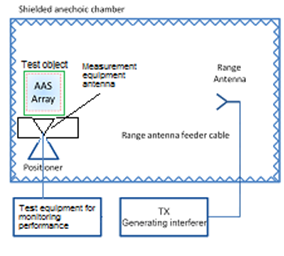 Shielded anechoic chamber
Test object
AAS
Array
Measurement
equipment
antenna
Range
Antenna
Range antenna feeder cable
Positioner
Test equipment for
monitoring
performance
TX
Generating interferer